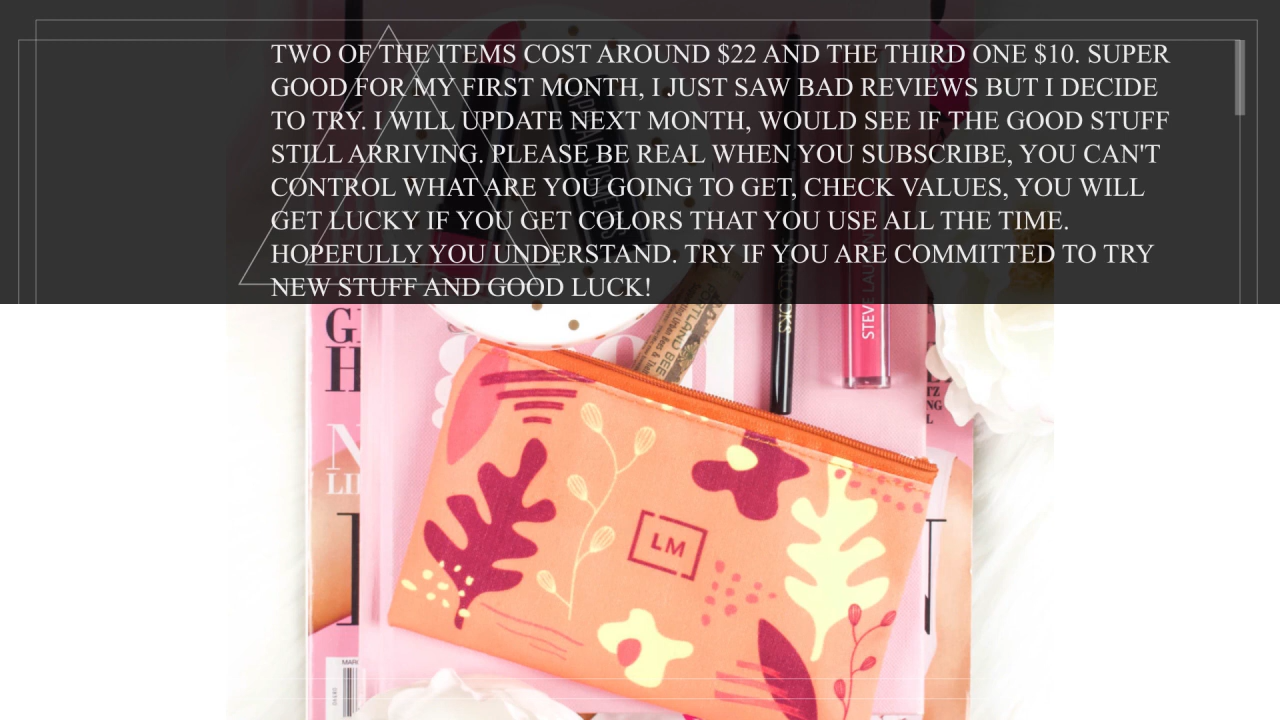 TWO OF THE ITEMS COST AROUND $22 AND THE THIRD ONE $10. SUPER
GOOD FOR MY FIRST MONTH, I JUST SAW BAD REVIEWS BUT I DECIDE
TO TRY. I WILL UPDATE NEXT MONTH, WOULD SEE IF THE GOOD STUFF
STILL ARRIVING. PLEASE BE REAL WHEN YOU SUBSCRIBE, YOU CAN'T
CONTROL WHAT ARE YOU GOING TO GET, CHECK VALUES, YOU WILL
GET LUCKY IF YOU GET COLORS THAT YOU USE ALL THE TIME.
HOPEFULLY YOU UNDERSTAND. TRY IF YOU ARE COMMITTED TO TRY
NEW STUFF AND GOOD LUCK!
STEVE
LM